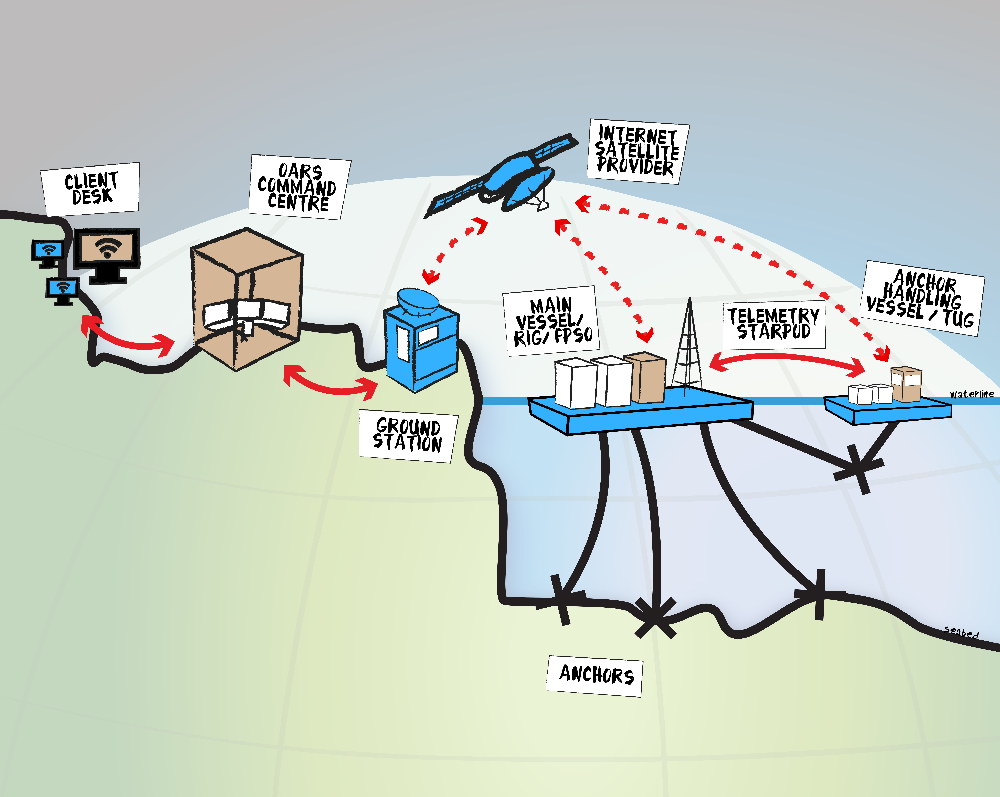 INTERNET
SATELLITE
PROVIDER
CLIENT
DESK
OARS
COMMAND
CENTRE
ANCHOR
HANDLING
VESSEL / TUG
MAIN
VESSEL/
RIG/ FPSO
TELEMETRY
STARPOD
waterline
GROUND
STATION
seabed
ANCHORS